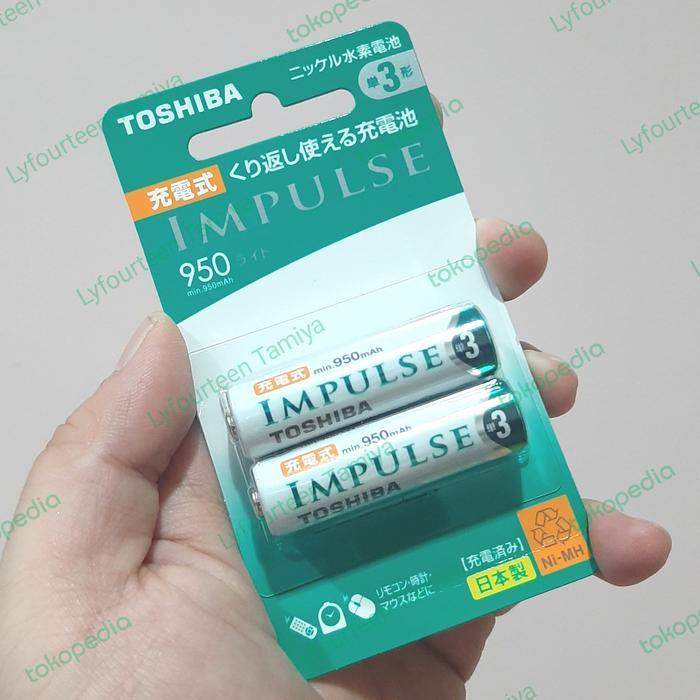 TOSHIBA
ニッケル水素電池
単3形
充電式
くり返し使える充電池
IMPULSE
950
ライト
min.950mAh
充電式
min.950mAh
IMPULSE
TOSHIBA
単3
充電式
min.950mAh
IMPULSE
TOSHIBA
単3
【充電済み】
日本製
Ni-MH
リモコン・時計・
マウスなどに
Lyfourteen Tamiya
tokopedia